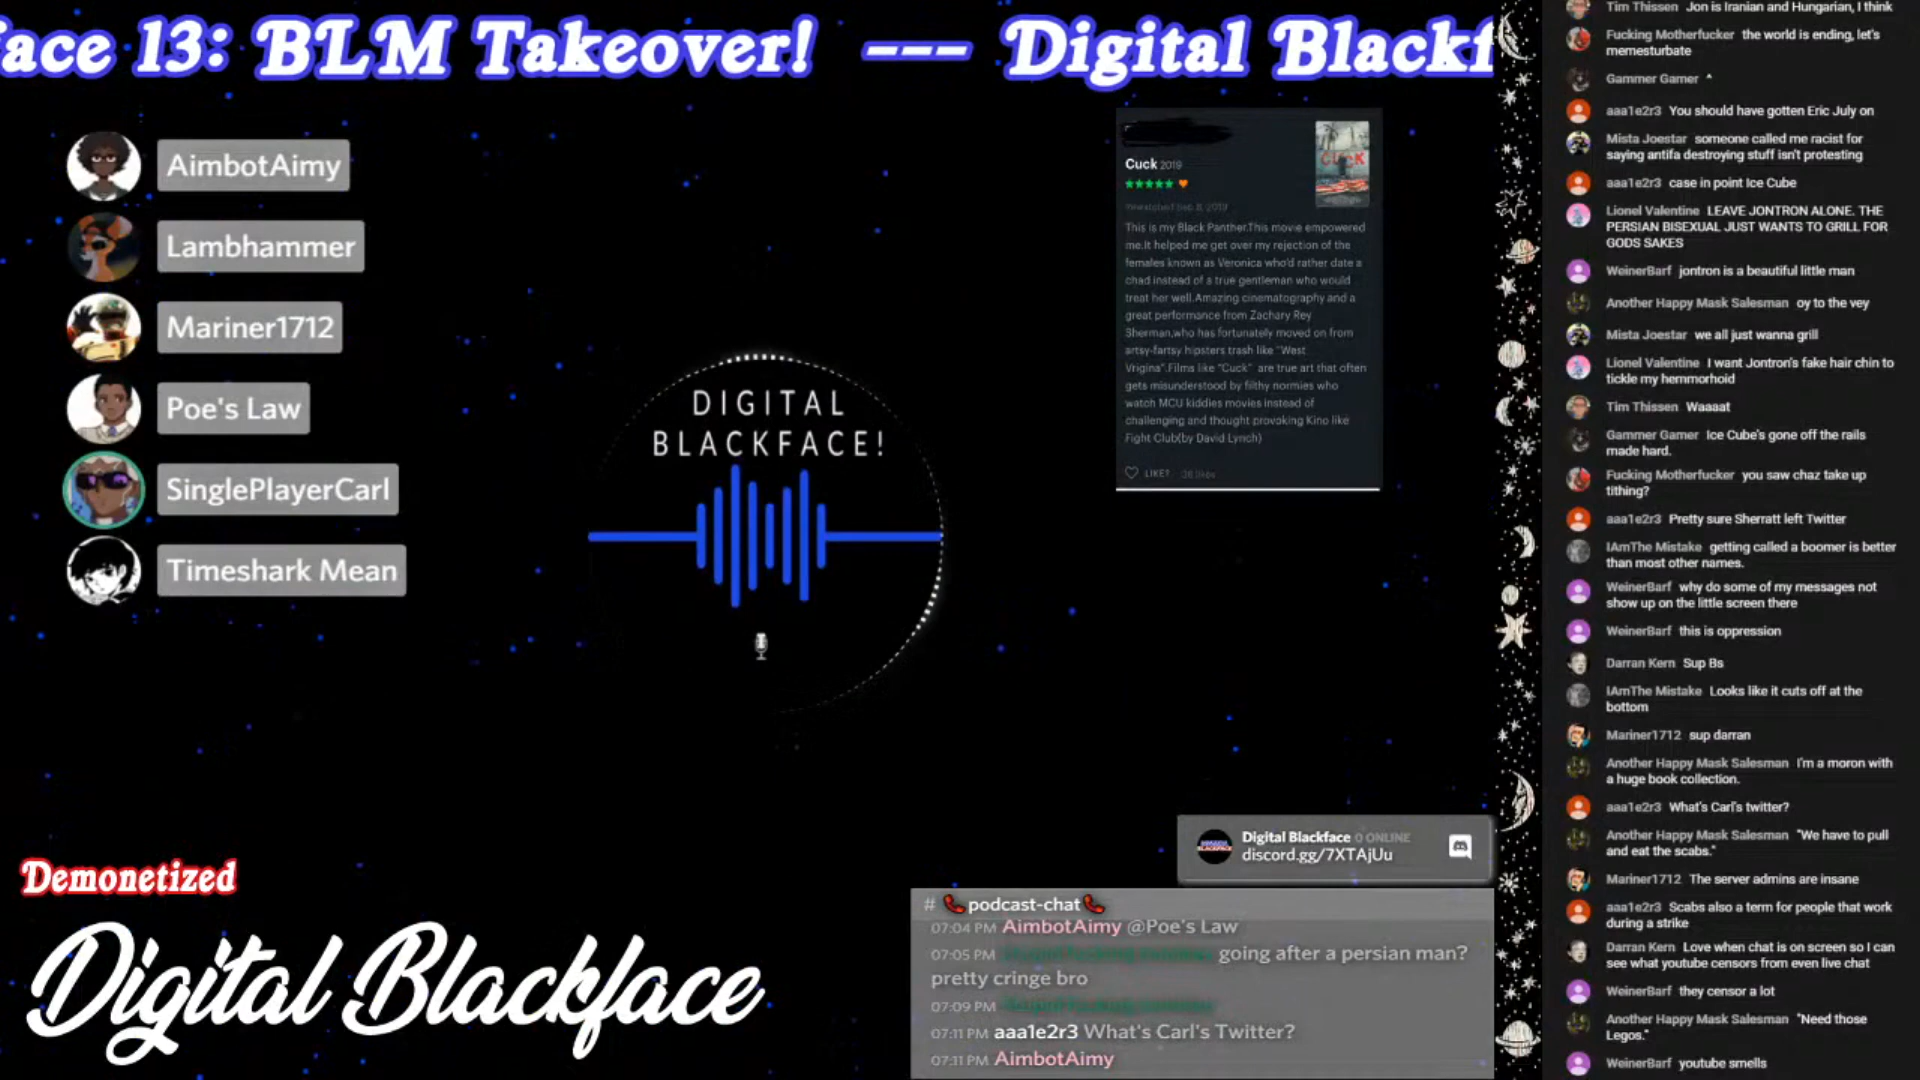 face 13: BLM Takeover! --- Digital Blackf
AimbotAimy
Lambhammer
Mariner1712
Poe's Law
SinglePlayerCarl
Timeshark Mean
DIGITAL
BLACKFACE!
Cuck 2019
CUCK
Rewatched Dec 8, 2019
This is my Black Panther.This movie empowered
me.It helped me get over my rejection of the
females known as Veronica who'd rather date a
chad instead of a true gentleman who would
treat her well.Amazing cinematography and a
great performance from Zachary Rey
Sherman,who has fortunately moved on from
artsy-fartsy hipsters trash like "West
Vrigina".Films like "Cuck" are true art that often
gets misunderstood by filthy normies who
watch MCU kiddies movies instead of
challenging and thought provoking Kino like
Fight Club(by David Lynch)
LIKE?
Demonetized
Digital Blackface
Digital Blackface 0 ONLINE
discord.gg/7XTAjUu
# podcast-chat
07:04 PM AimbotAimy @Poe's Law
07:05 PM going after a persian man?
pretty cringe bro
07:09 PM
07:11 PM aaa1e2r3 What's Carl's Twitter?
07:11 PM AimbotAimy
Tim Thissen Jon is Iranian and Hungarian, I think
Fucking Motherfucker the world is ending, let's
memesturbate
Gammer Gamer ^
aaa1e2r3 You should have gotten Eric July on
Mista Joestar someone called me racist for
saying antifa destroying stuff isn't protesting
aaa1e2r3 case in point Ice Cube
Lionel Valentine LEAVE JONTRON ALONE. THE
PERSIAN BISEXUAL JUST WANTS TO GRILL FOR
GODS SAKES
WeinerBarf jontron is a beautiful little man
Another Happy Mask Salesman oy to the vey
Mista Joestar we all just wanna grill
Lionel Valentine I want Jontron's fake hair chin to
tickle my hemmorhoid
Tim Thissen Waaaat
Gammer Gamer Ice Cube's gone off the rails
made hard.
Fucking Motherfucker you saw chaz take up
tithing?
aaa1e2r3 Pretty sure Sherratt left Twitter
IAmThe Mistake getting called a boomer is better
than most other names.
WeinerBarf why do some of my messages not
show up on the little screen there
WeinerBarf this is oppression
Darran Kern Sup Bs
IAmThe Mistake Looks like it cuts off at the
bottom
Mariner1712 sup darran
Another Happy Mask Salesman I'm a moron with
a huge book collection.
aaa1e2r3 What's Carl's twitter?
Another Happy Mask Salesman "We have to pull
and eat the scabs."
Mariner1712 The server admins are insane
aaa1e2r3 Scabs also a term for people that work
during a strike
Darran Kern Love when chat is on screen so I can
see what youtube censors from even live chat
WeinerBarf they censor a lot
Another Happy Mask Salesman "Need those
Legos."
WeinerBarf youtube smells